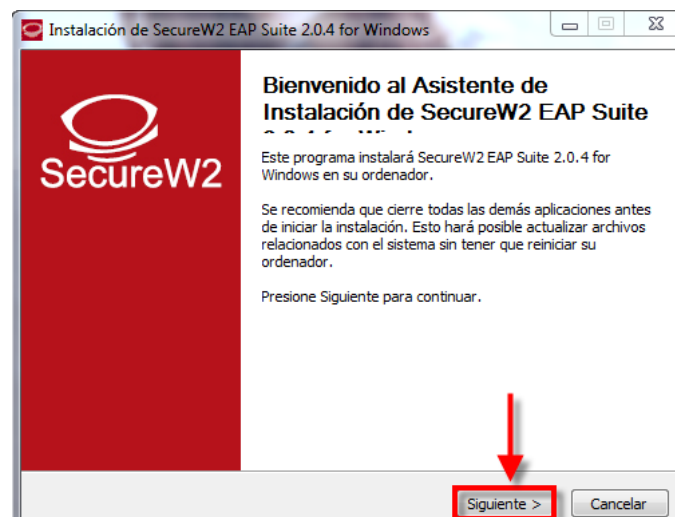 Instalación de SecureW2 EAP Suite 2.0.4 for Windows
SecureW2
Bienvenido al Asistente de
Instalación de SecureW2 EAP Suite
Este programa instalará SecureW2 EAP Suite 2.0.4 for
Windows en su ordenador.
Se recomienda que cierre todas las demás aplicaciones antes
de iniciar la instalación. Esto hará posible actualizar archivos
relacionados con el sistema sin tener que reiniciar su
ordenador.
Presione Siguiente para continuar.
Siguiente >
Cancelar